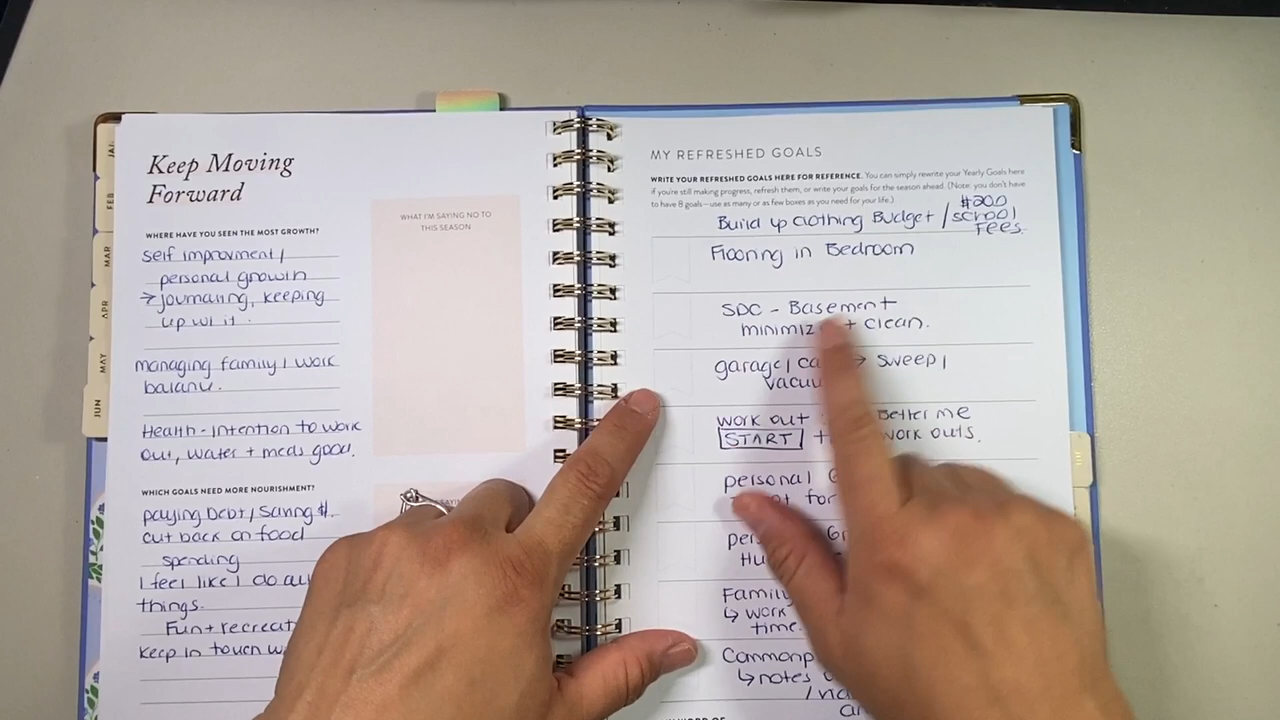 JAN
FEB
MAR
APR
MAY
JUN
Keep Moving
Forward
WHERE HAVE YOU SEEN THE MOST GROWTH?
self improvment /
personal growth
→ journaling, keeping
up w/ it.
managing family / work
balanc.
Health - Intention to work
out, water + meds good.
WHICH GOALS NEED MORE NOURISHMENT?
paying Debt / Saving $.
cut back on food
spending
I feel like I do all
things.
Fun + recreat
Keep in touch w
WHAT I'M SAYING NO TO
THIS SEASON
MY REFRESHED GOALS
WRITE YOUR REFRESHED GOALS HERE FOR REFERENCE. You can simply rewrite your Yearly Goals here
if you're still making progress, refresh them, or write your goals for the season ahead. (Note: you don't have
to have 8 goals—use as many or as few boxes as you need for your life.)
Build up clothing Budget / $200 school Fees.
Flooring in Bedroom
SDC - Basement
minimiz + clean.
garage / ca → sweep /
vacuu
work out Better me
START work outs.
personal G
for
per Gr
Hu
Family
↳ work
time.
Commonp
↳ notes